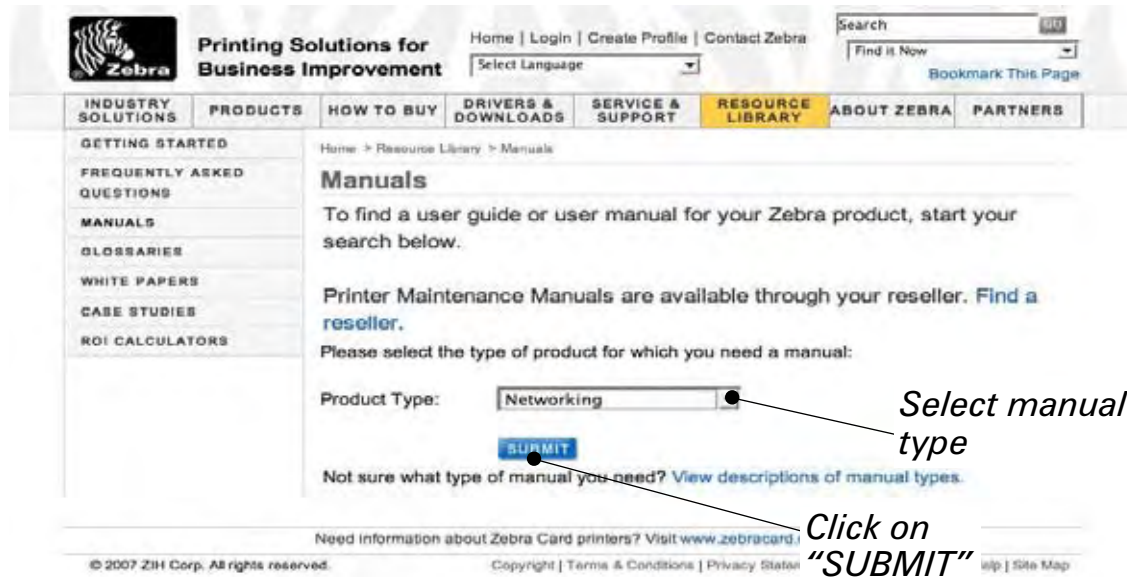 Zebra
Printing Solutions for
Business Improvement
Home | Login | Create Profile | Contact Zebra
Select Language
Search
GO
Find it Now
Bookmark This Page
INDUSTRY
SOLUTIONS
PRODUCTS
HOW TO BUY
DRIVERS &
DOWNLOADS
SERVICE &
SUPPORT
RESOURCE
LIBRARY
ABOUT ZEBRA
PARTNERS
GETTING STARTED
FREQUENTLY ASKED
QUESTIONS
MANUALS
GLOSSARIES
WHITE PAPERS
CASE STUDIES
ROI CALCULATORS
Home > Resource Library > Manuals
Manuals
To find a user guide or user manual for your Zebra product, start your
search below.
Printer Maintenance Manuals are available through your reseller. Find a
reseller.
Please select the type of product for which you need a manual:
Product Type:
Networking
Select manual
type
SUBMIT
Not sure what type of manual you need? View descriptions of manual types.
Click on
“SUBMIT”
Need information about Zebra Card printers? Visit www.zebracard.
© 2007 ZIH Corp. All rights reserved.
Copyright | Terms & Conditions | Privacy
| Site Map